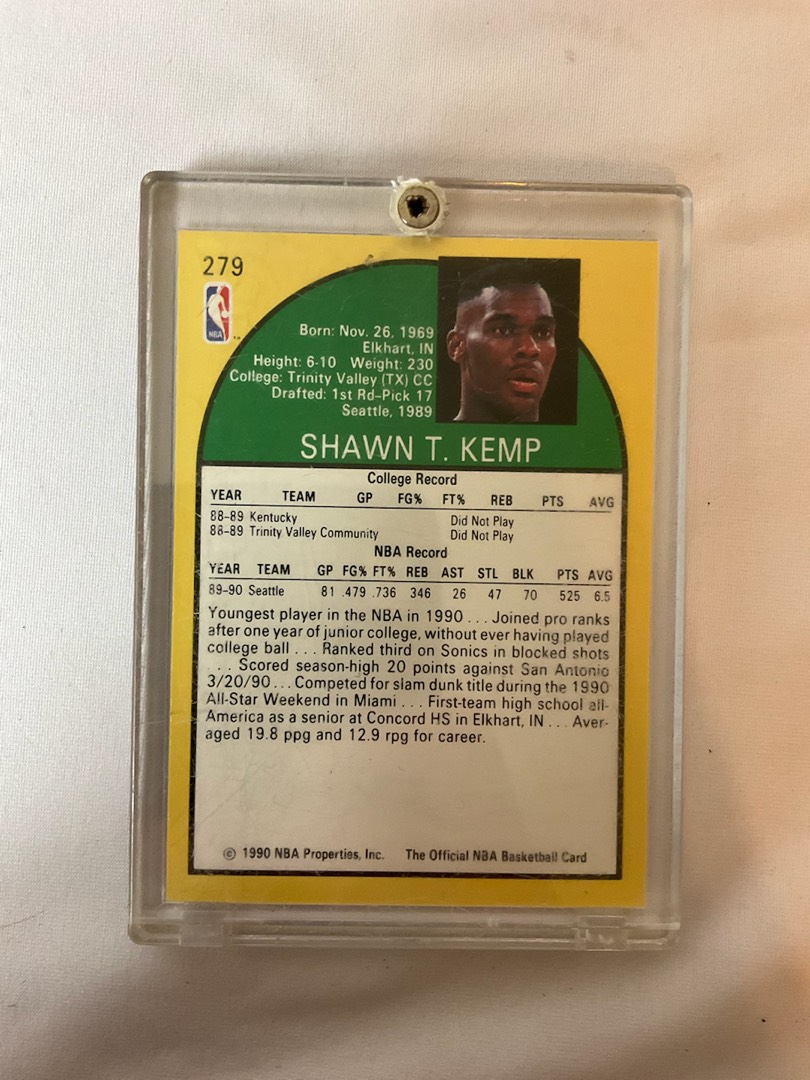 279
NBA
Born: Nov. 26, 1969
Elkhart, IN
Height: 6-10 Weight: 230
College: Trinity Valley (TX) CC
Drafted: 1st Rd–Pick 17
Seattle, 1989
SHAWN T. KEMP
College Record
YEAR TEAM GP FG% FT% REB PTS AVG
88-89 Kentucky Did Not Play
88-89 Trinity Valley Community Did Not Play
NBA Record
YEAR TEAM GP FG% FT% REB AST STL BLK PTS AVG
89-90 Seattle 81 .479 .736 346 26 47 70 525 6.5
Youngest player in the NBA in 1990 . . . Joined pro ranks
after one year of junior college, without ever having played
college ball . . . Ranked third on Sonics in blocked shots
. . . Scored season-high 20 points against San Antonio
3/20/90 . . . Competed for slam dunk title during the 1990
All-Star Weekend in Miami . . . First-team high school all-
America as a senior at Concord HS in Elkhart, IN . . . Aver-
aged 19.8 ppg and 12.9 rpg for career.
© 1990 NBA Properties, Inc. The Official NBA Basketball Card